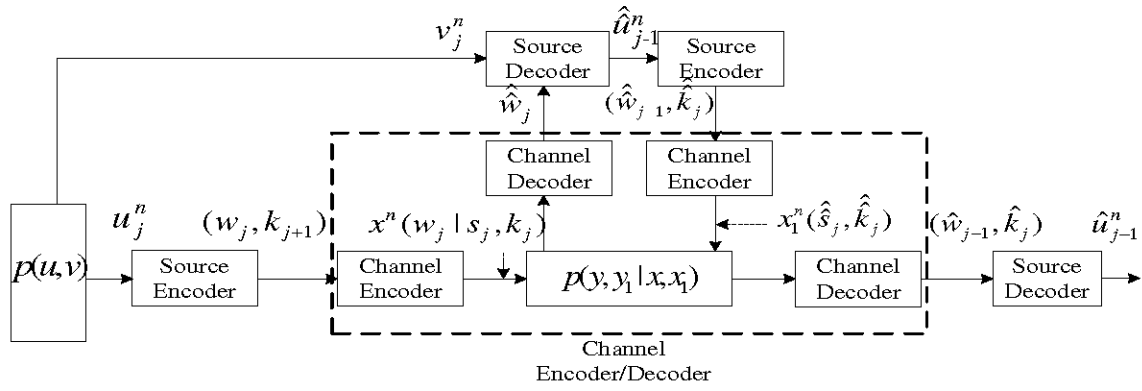 v_j^n
\hat{u}_{j-1}^n
Source
Decoder
Source
Encoder
\hat{\hat{w}}_j
(\hat{\hat{w}}_{j-1}, \hat{\hat{k}}_j)
Channel
Decoder
Channel
Encoder
u_j^n
(w_j, k_{j+1})
x^n(w_j | s_j, k_j)
x_1^n(\hat{\hat{s}}_j, \hat{\hat{k}}_j)
(\hat{w}_{j-1}, \hat{k}_j)
\hat{u}_{j-1}^n
p(u,v)
Source
Encoder
Channel
Encoder
p(y, y_1 | x, x_1)
Channel
Decoder
Source
Decoder
Channel
Encoder/Decoder